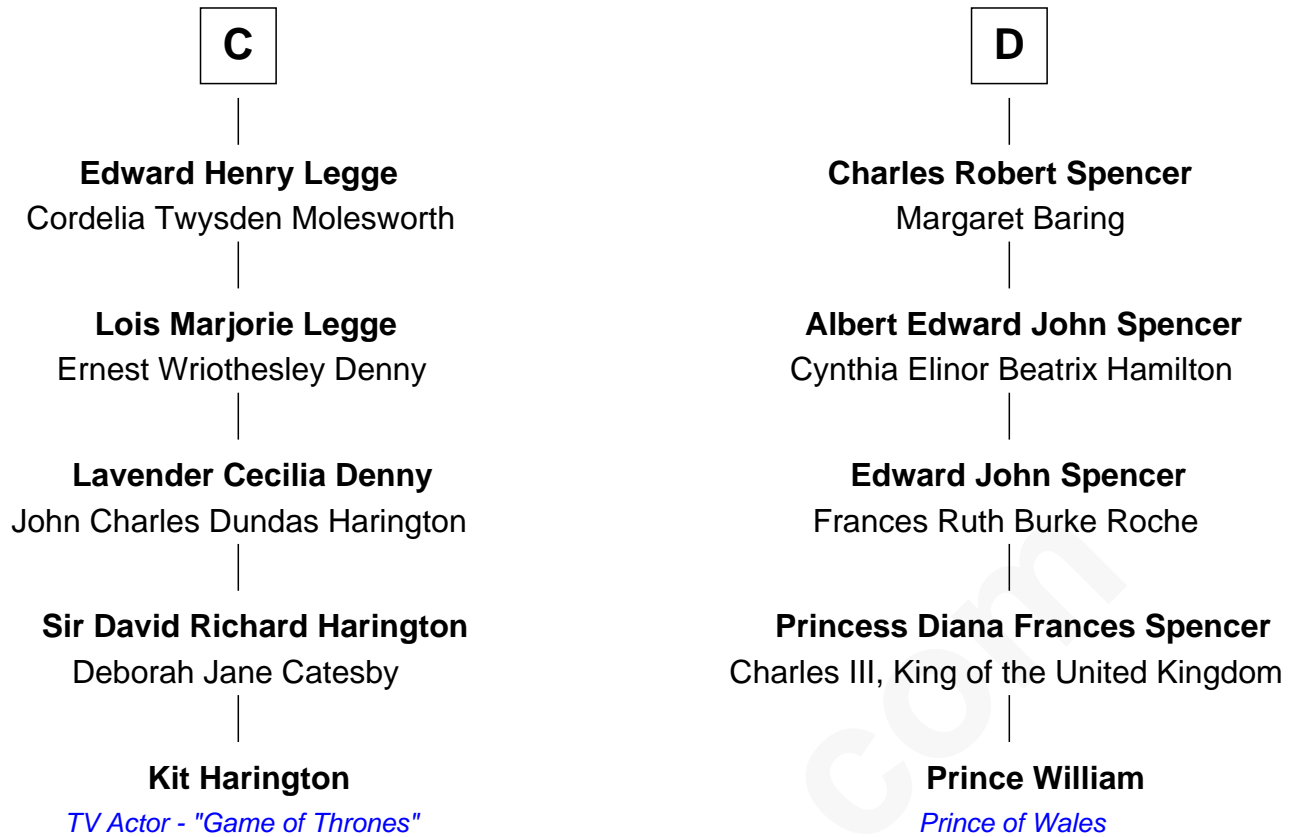 C
Edward Henry Legge
Cordelia Twysden Molesworth
Lois Marjorie Legge
Ernest Wriothesley Denny
Lavender Cecilia Denny
John Charles Dundas Harington
Sir David Richard Harington
Deborah Jane Catesby
Kit Harington
TV Actor - "Game of Thrones"
D
Charles Robert Spencer
Margaret Baring
Albert Edward John Spencer
Cynthia Elinor Beatrix Hamilton
Edward John Spencer
Frances Ruth Burke Roche
Princess Diana Frances Spencer
Charles III, King of the United Kingdom
Prince William
Prince of Wales
com